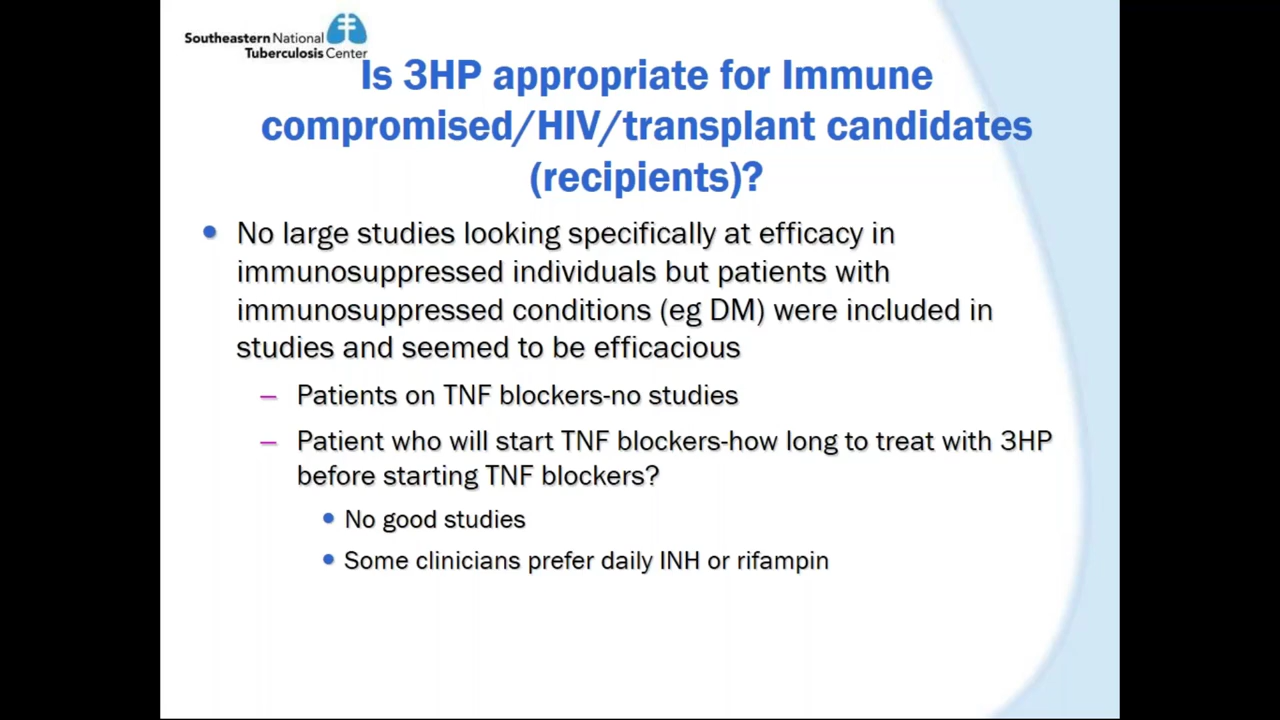 Southeastern National
Tuberculosis Center
Is 3HP appropriate for Immune
compromised/HIV/transplant candidates
(recipients)?
No large studies looking specifically at efficacy in
immunosuppressed individuals but patients with
immunosuppressed conditions (eg DM) were included in
studies and seemed to be efficacious
– Patients on TNF blockers-no studies
– Patient who will start TNF blockers-how long to treat with 3HP
before starting TNF blockers?
No good studies
Some clinicians prefer daily INH or rifampin